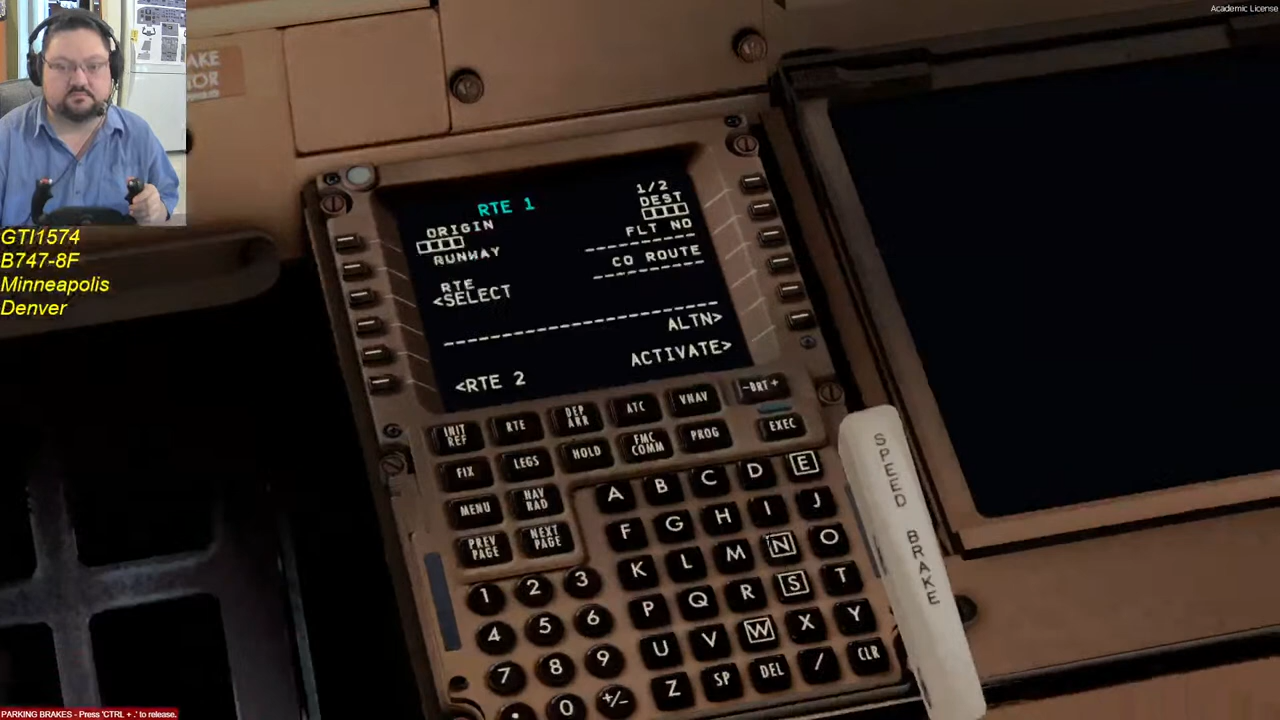 Academic License
AKE
TOR
GTI1574
B747-8F
Minneapolis
Denver
RTE 1
1/2
ORIGIN
DEST
RUNWAY
FLT NO
CO ROUTE
RTE
<SELECT
ALTN>
<RTE 2
ACTIVATE>
INIT REF
RTE
DEP ARR
ATC
VNAV
-BRT+
FIX
LEGS
HOLD
FMC COMM
PROG
EXEC
MENU
NAV RAD
PREV PAGE
NEXT PAGE
A B C D E
F G H I J
K L M N O
P Q R S T
U V W X Y
Z SP DEL / CLR
1 2 3
4 5 6
7 8 9
. 0 +/-
SPEED BRAKE
PARKING BRAKES - Press 'CTRL + .' to release.